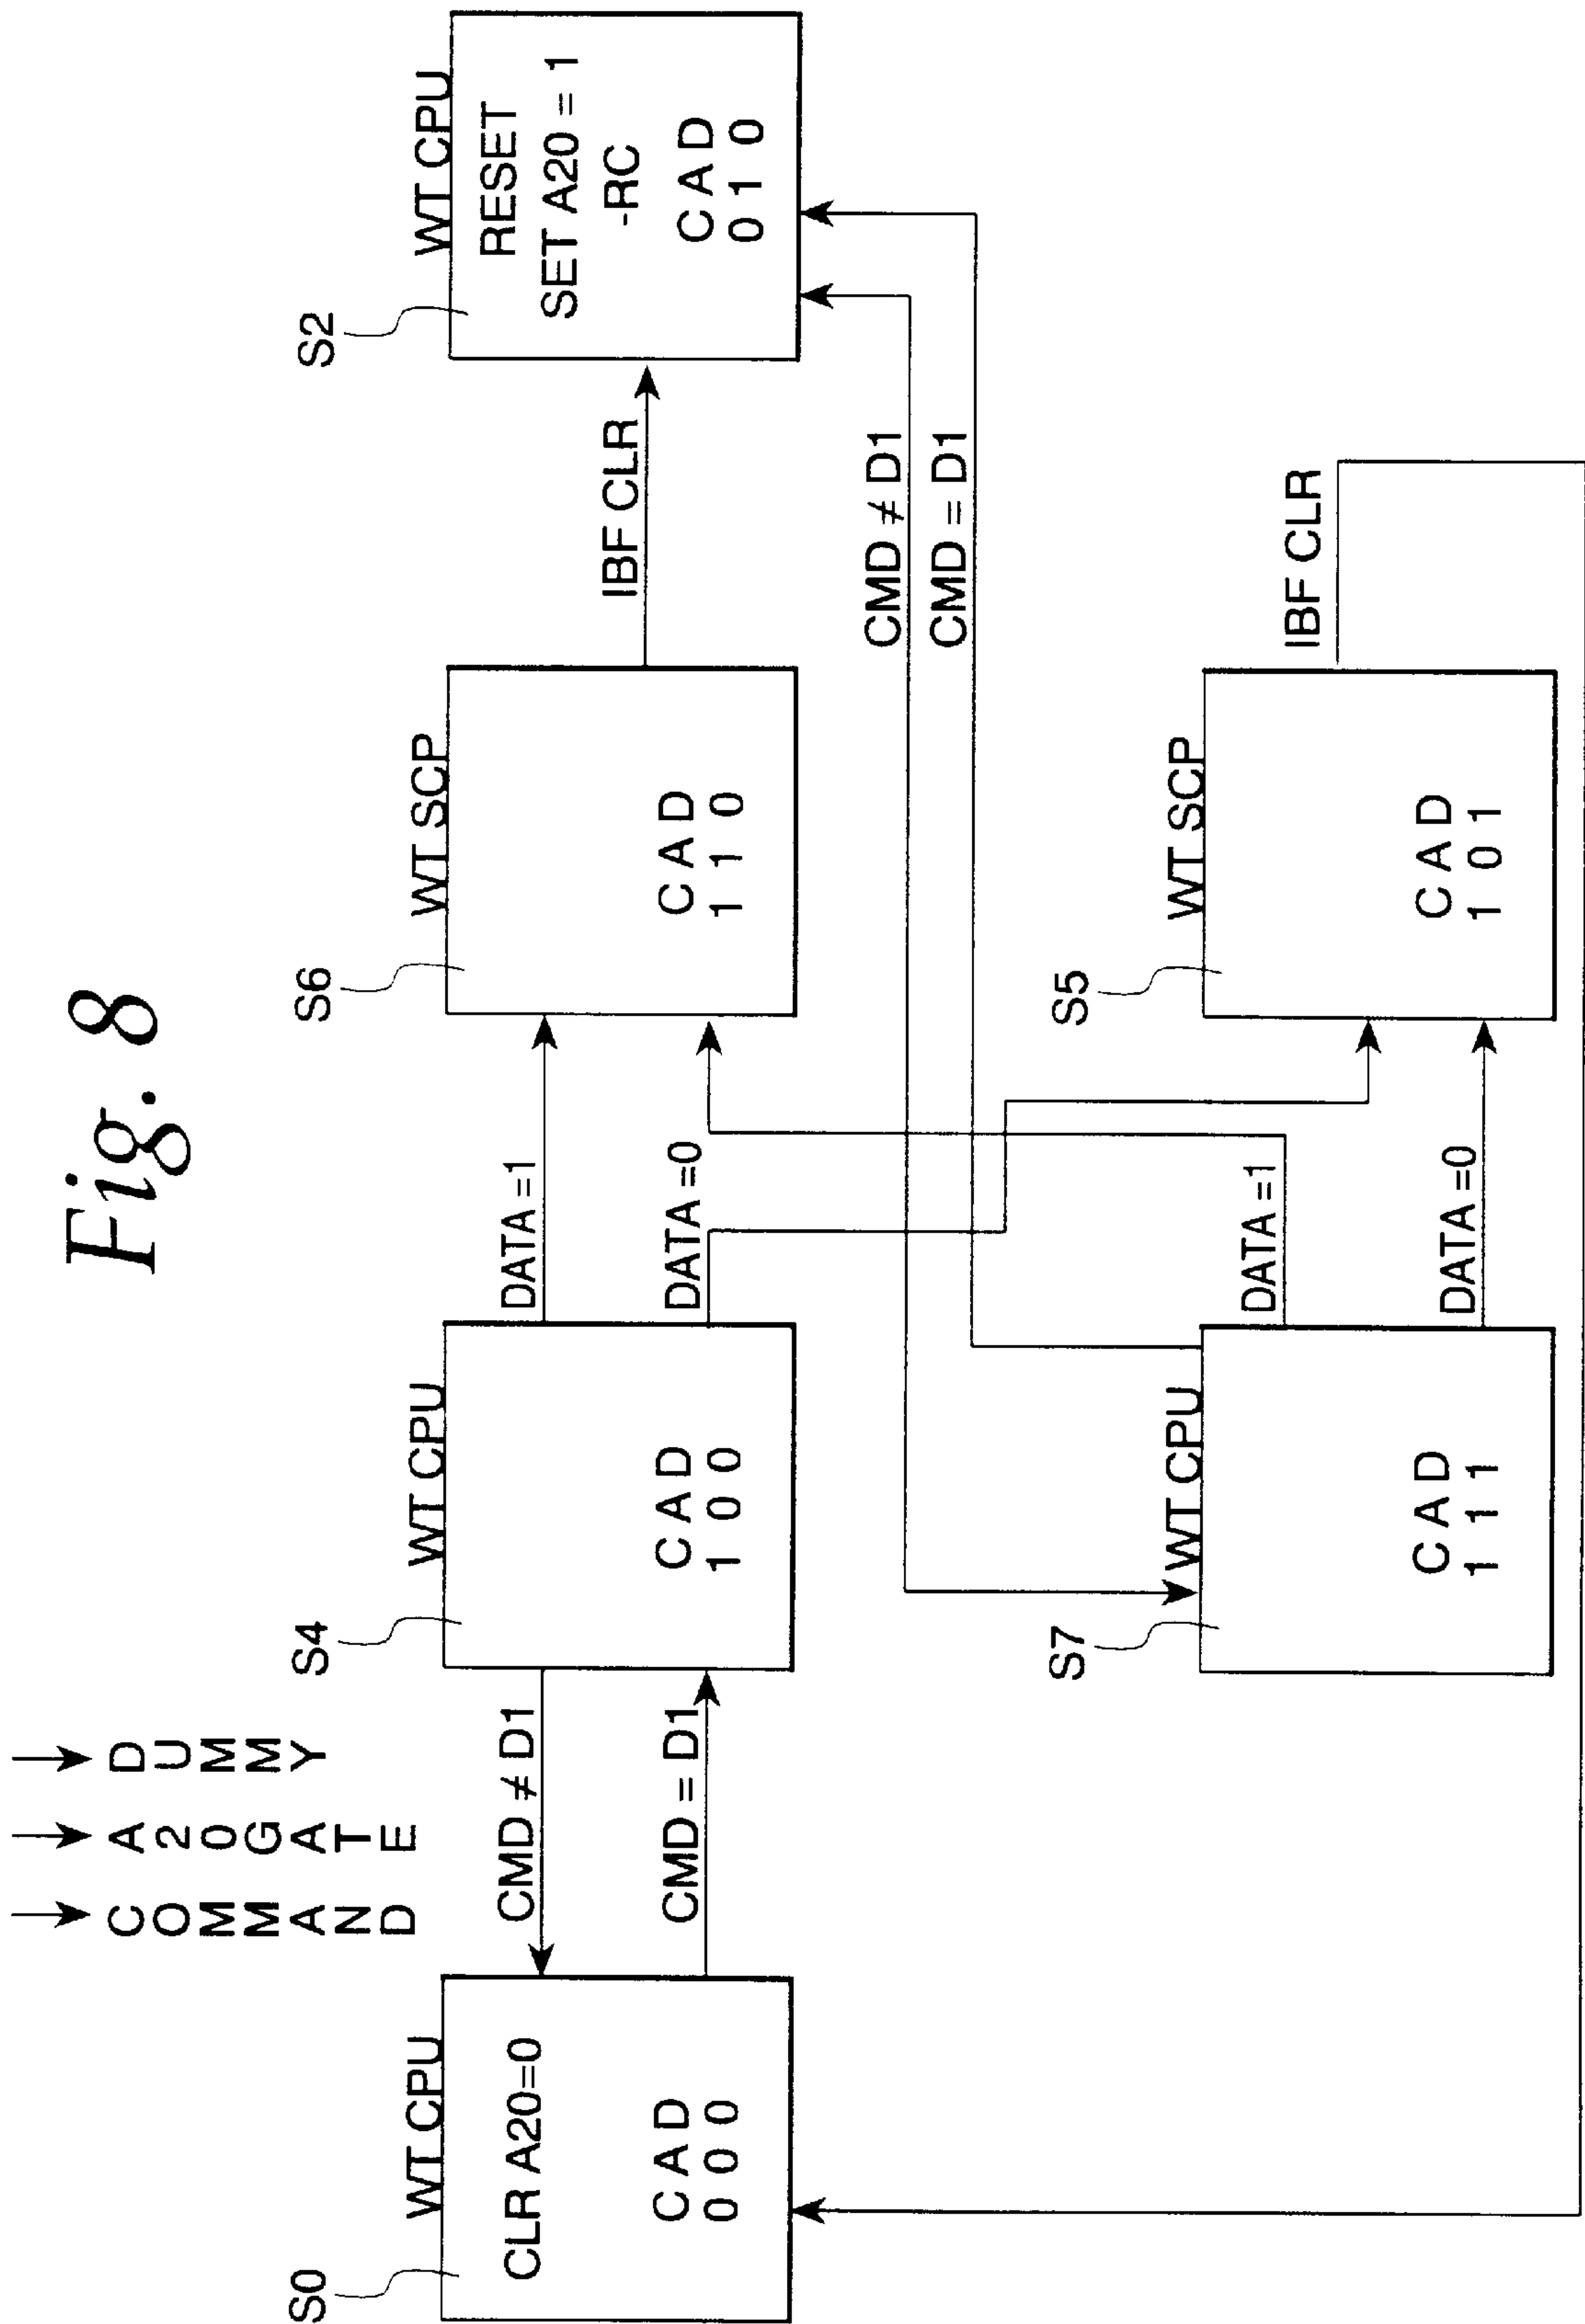 Fig. 8
COMMAND
A20GATE
DUMMY
S0
WT CPU
CLR A20=0
C A D
0 0 0
CMD ≠ D1
CMD = D1
S4
WT CPU
C A D
1 0 0
DATA =1
DATA =0
S6
WT SCP
C A D
1 1 0
IBF CLR
S2
WT CPU
RESET
SET A20 = 1
-RC
C A D
0 1 0
CMD ≠ D1
CMD = D1
S7
WT CPU
C A D
1 1 1
DATA =1
DATA =0
S5
WT SCP
C A D
1 0 1
IBF CLR